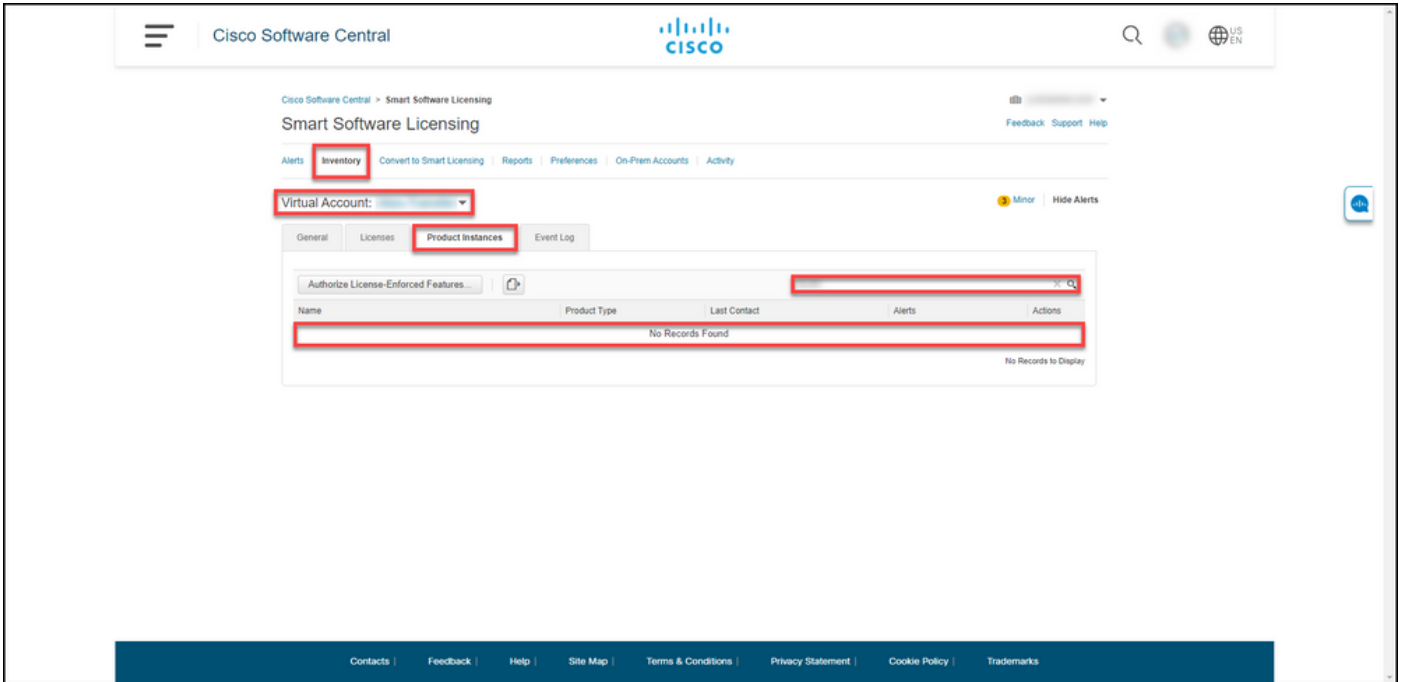 Cisco Software Central
CISCO
US
EN
Cisco Software Central > Smart Software Licensing
Smart Software Licensing
Feedback Support Help
Alerts Inventory Convert to Smart Licensing | Reports | Preferences | On-Prem Accounts | Activity
Virtual Account:
3 Minor | Hide Alerts
General Licenses Product Instances Event Log
Authorize License-Enforced Features...
Name Product Type Last Contact Alerts Actions
No Records Found
No Records to Display
Contacts | Feedback | Help | Site Map | Terms & Conditions | Privacy Statement | Cookie Policy | Trademarks